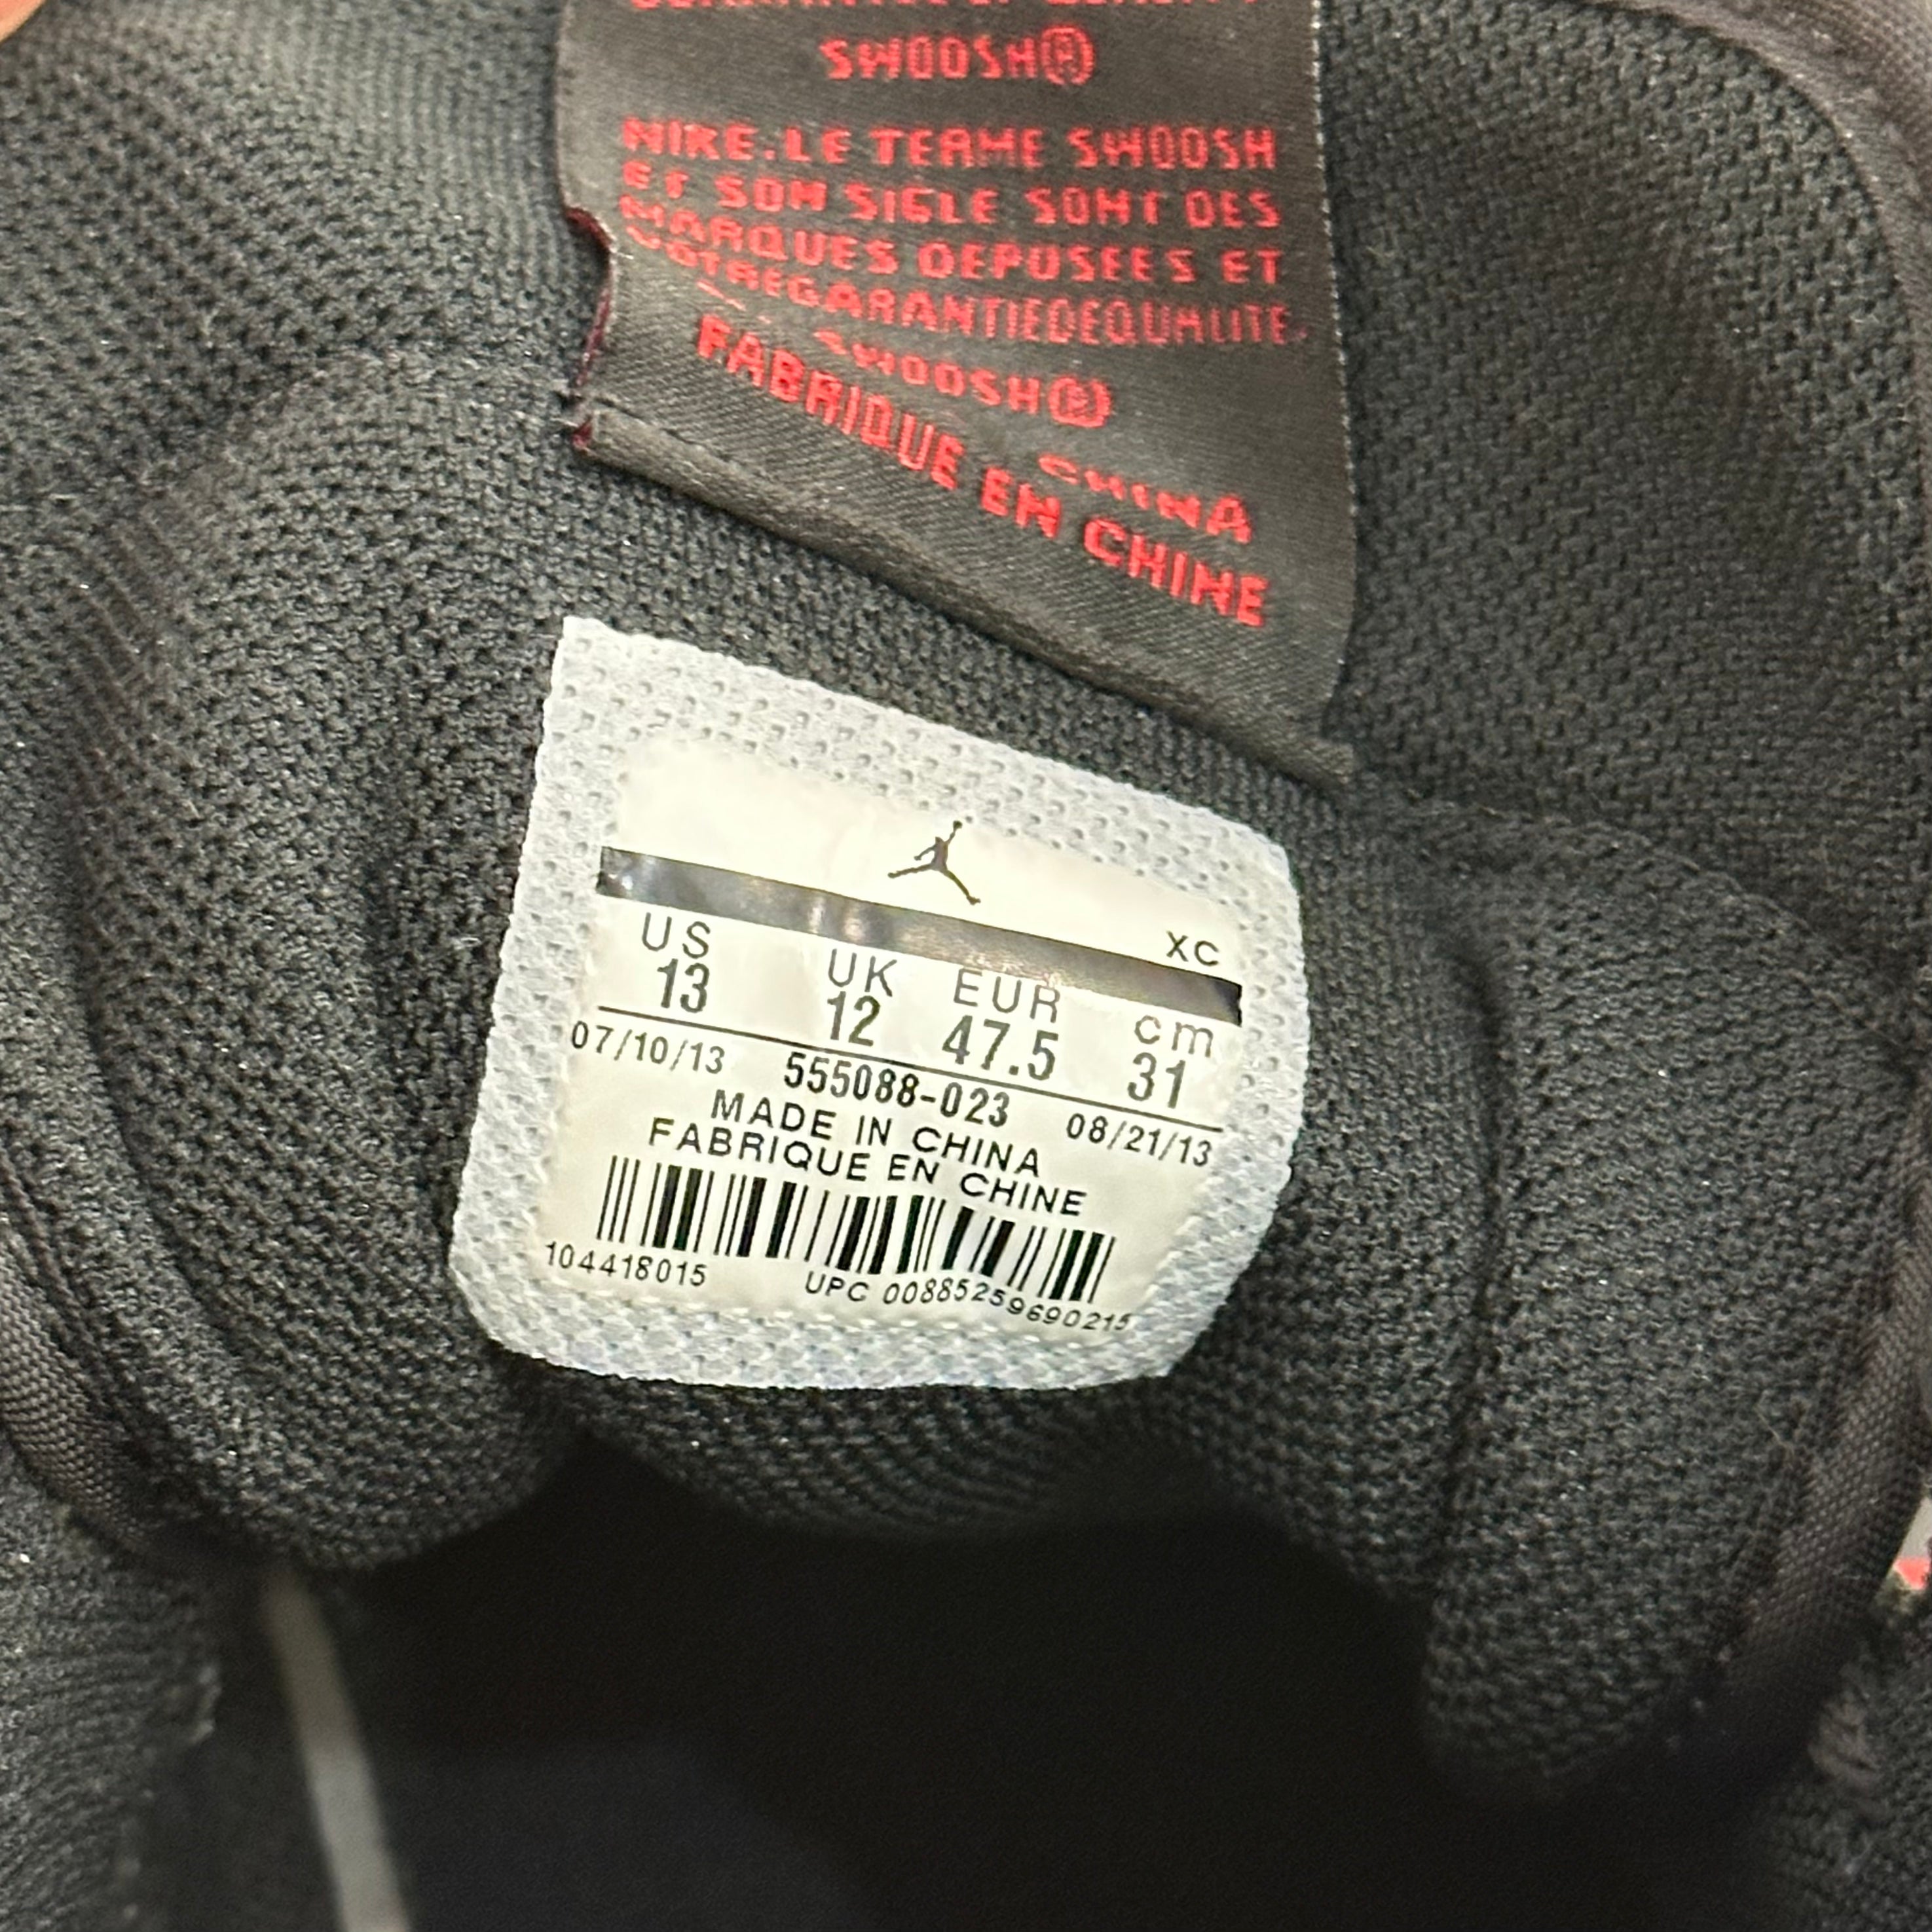 SWOOSH®
NIKE.LE TERME SWOOSH
ET SON SIGLE SONT DES
MARQUES DEPOSEES ET
NOTREGARANTIEDEQUALITE.
SWOOSH®
CHINA
FABRIQUE EN CHINE
XC
US UK EUR cm
13 12 47.5 31
07/10/13 555088-023 08/21/13
MADE IN CHINA
FABRIQUE EN CHINE
104418015 UPC 00885259690215